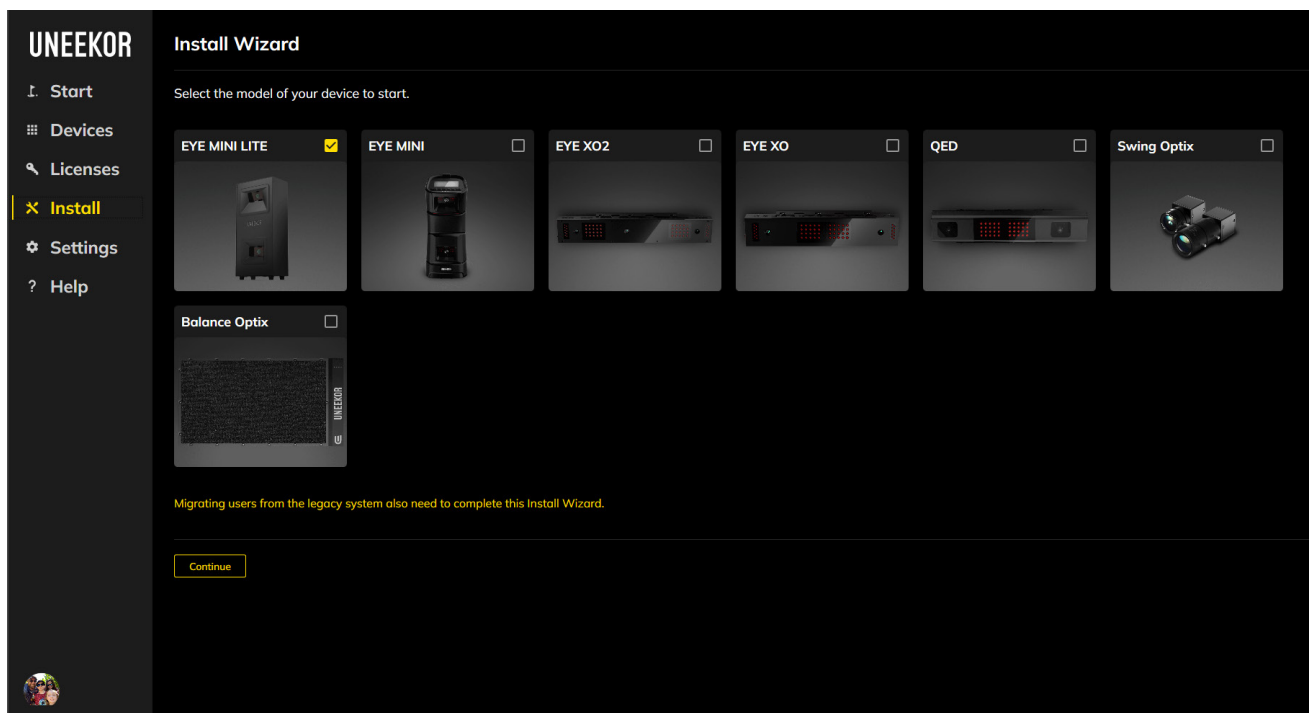 UNEEKOR
Start
Devices
Licenses
Install
Settings
? Help
Install Wizard
Select the model of your device to start.
EYE MINI LITE
EYE MINI
EYE XO2
EYE XO
QED
Swing Optix
Balance Optix
UNEEKOR
Migrating users from the legacy system also need to complete this Install Wizard.
Continue